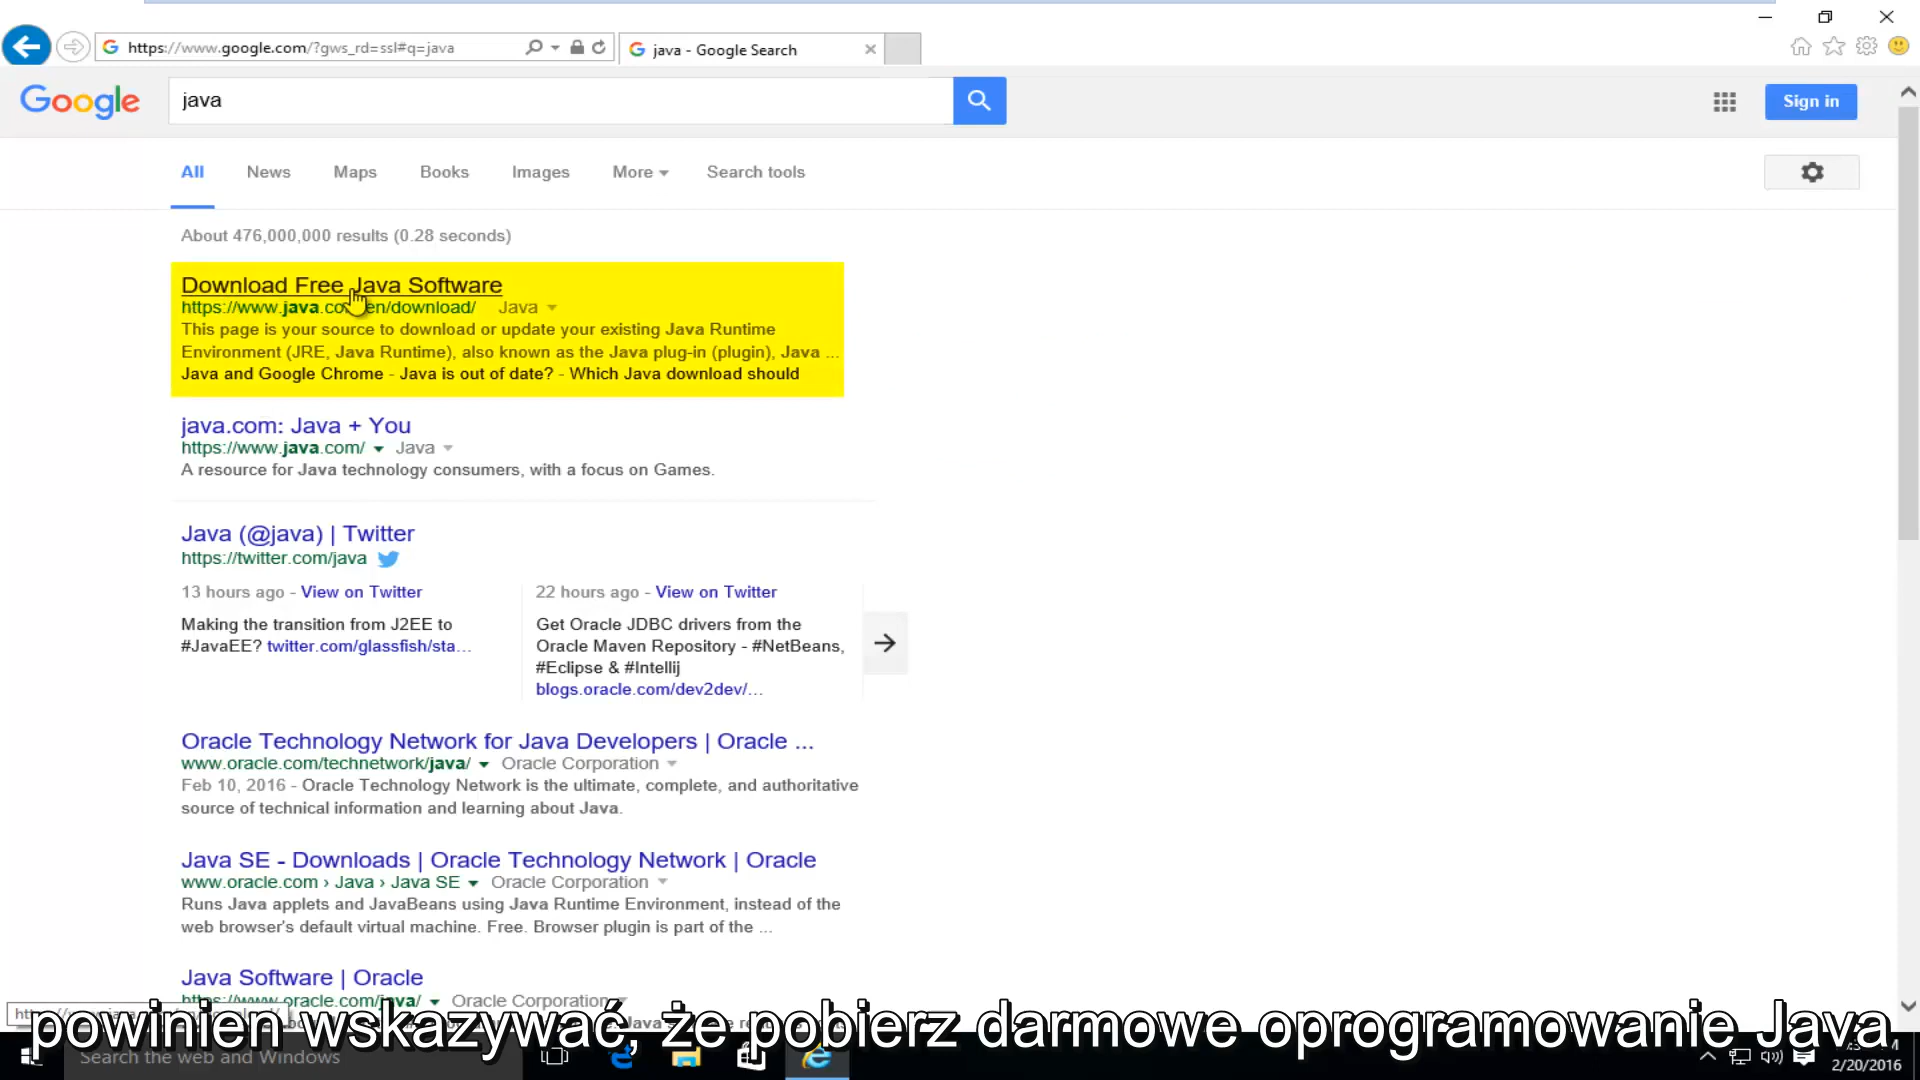 https://www.google.com/?gws_rd=ssl#q=java
java - Google Search
Google
java
Sign in
All News Maps Books Images More Search tools
About 476,000,000 results (0.28 seconds)
Download Free Java Software
https://www.java.co en/download/ Java
This page is your source to download or update your existing Java Runtime
Environment (JRE, Java Runtime), also known as the Java plug-in (plugin), Java ...
Java and Google Chrome - Java is out of date? - Which Java download should
java.com: Java + You
https://www.java.com/ Java
A resource for Java technology consumers, with a focus on Games.
Java (@java) | Twitter
https://twitter.com/java
13 hours ago - View on Twitter
Making the transition from J2EE to
#JavaEE? twitter.com/glassfish/sta...
22 hours ago - View on Twitter
Get Oracle JDBC drivers from the
Oracle Maven Repository - #NetBeans,
#Eclipse & #Intellij
blogs.oracle.com/dev2dev/...
Oracle Technology Network for Java Developers | Oracle ...
www.oracle.com/technetwork/java/ Oracle Corporation
Feb 10, 2016 - Oracle Technology Network is the ultimate, complete, and authoritative
source of technical information and learning about Java.
Java SE - Downloads | Oracle Technology Network | Oracle
www.oracle.com › Java › Java SE Oracle Corporation
Runs Java applets and JavaBeans using Java Runtime Environment, instead of the
web browser's default virtual machine. Free. Browser plugin is part of the ...
Java Software | Oracle
https://www.oracle.com/java/ Oracle Corporation
powinien wskazywać, że pobierz darmowe oprogramowanie Java
Search the web and Windows
2/20/2016